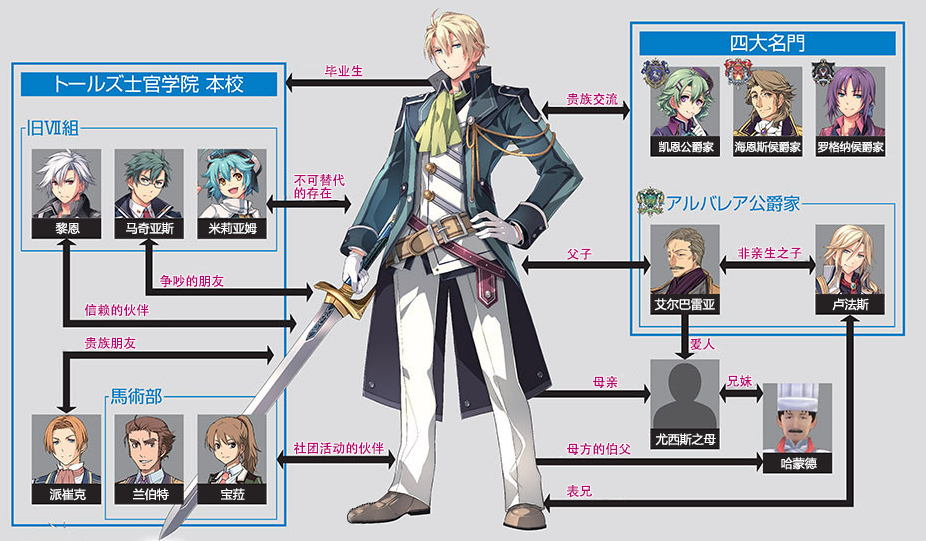 毕业生
トールズ士官学院 本校
旧Ⅶ組
黎恩
马奇亚斯
米莉亚姆
不可替代
的存在
争吵的朋友
信赖的伙伴
贵族朋友
馬術部
派崔克
兰伯特
宝菈
社团活动的伙伴
四大名門
贵族交流
凯恩公爵家
海恩斯侯爵家
罗格纳侯爵家
アルバレア公爵家
父子
非亲生之子
艾尔巴雷亚
卢法斯
爱人
母亲
兄妹
尤西斯之母
母方的伯父
哈蒙德
表兄